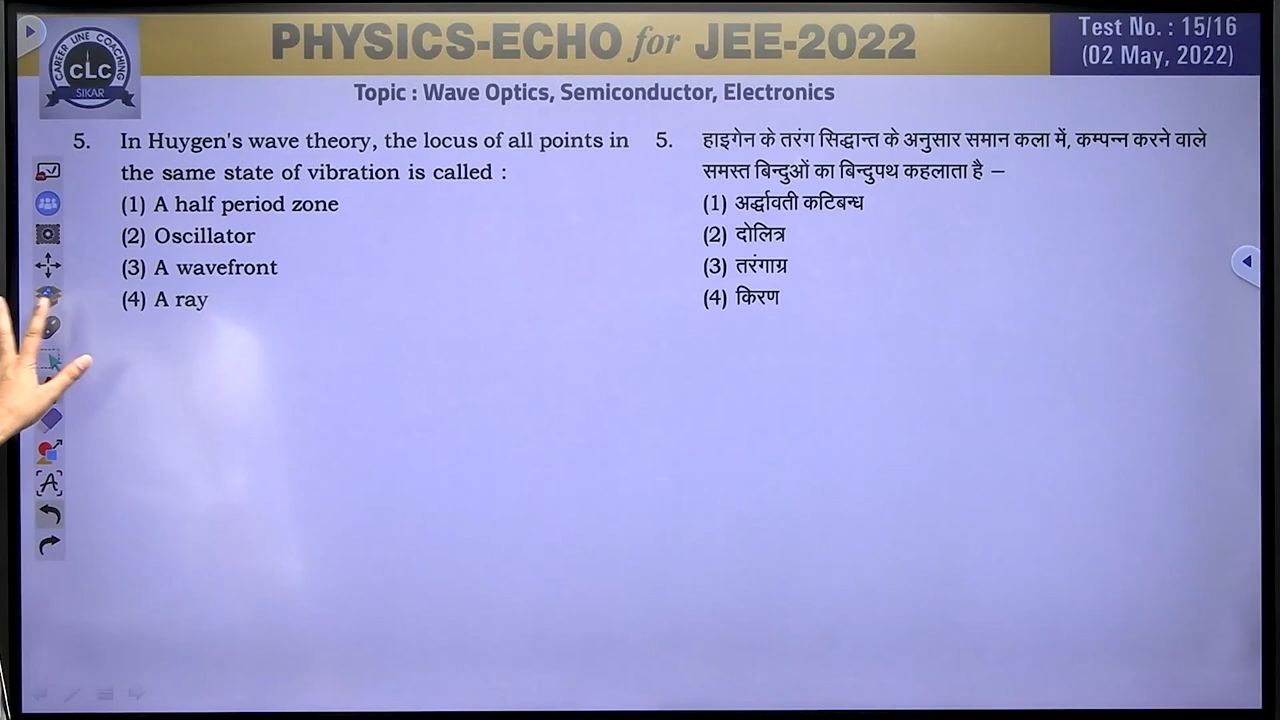 PHYSICS-ECHO for JEE-2022
Test No. : 15/16
(02 May, 2022)
CAREER LINE COACHING
CLC
SIKAR
Topic : Wave Optics, Semiconductor, Electronics
5. In Huygen's wave theory, the locus of all points in
the same state of vibration is called :
(1) A half period zone
(2) Oscillator
(3) A wavefront
(4) A ray
5. हाइगेन के तरंग सिद्धान्त के अनुसार समान कला में, कम्पन्न करने वाले
समस्त बिन्दुओं का बिन्दुपथ कहलाता है –
(1) अर्द्धावती कटिबन्ध
(2) दोलित्र
(3) तरंगाग्र
(4) किरण